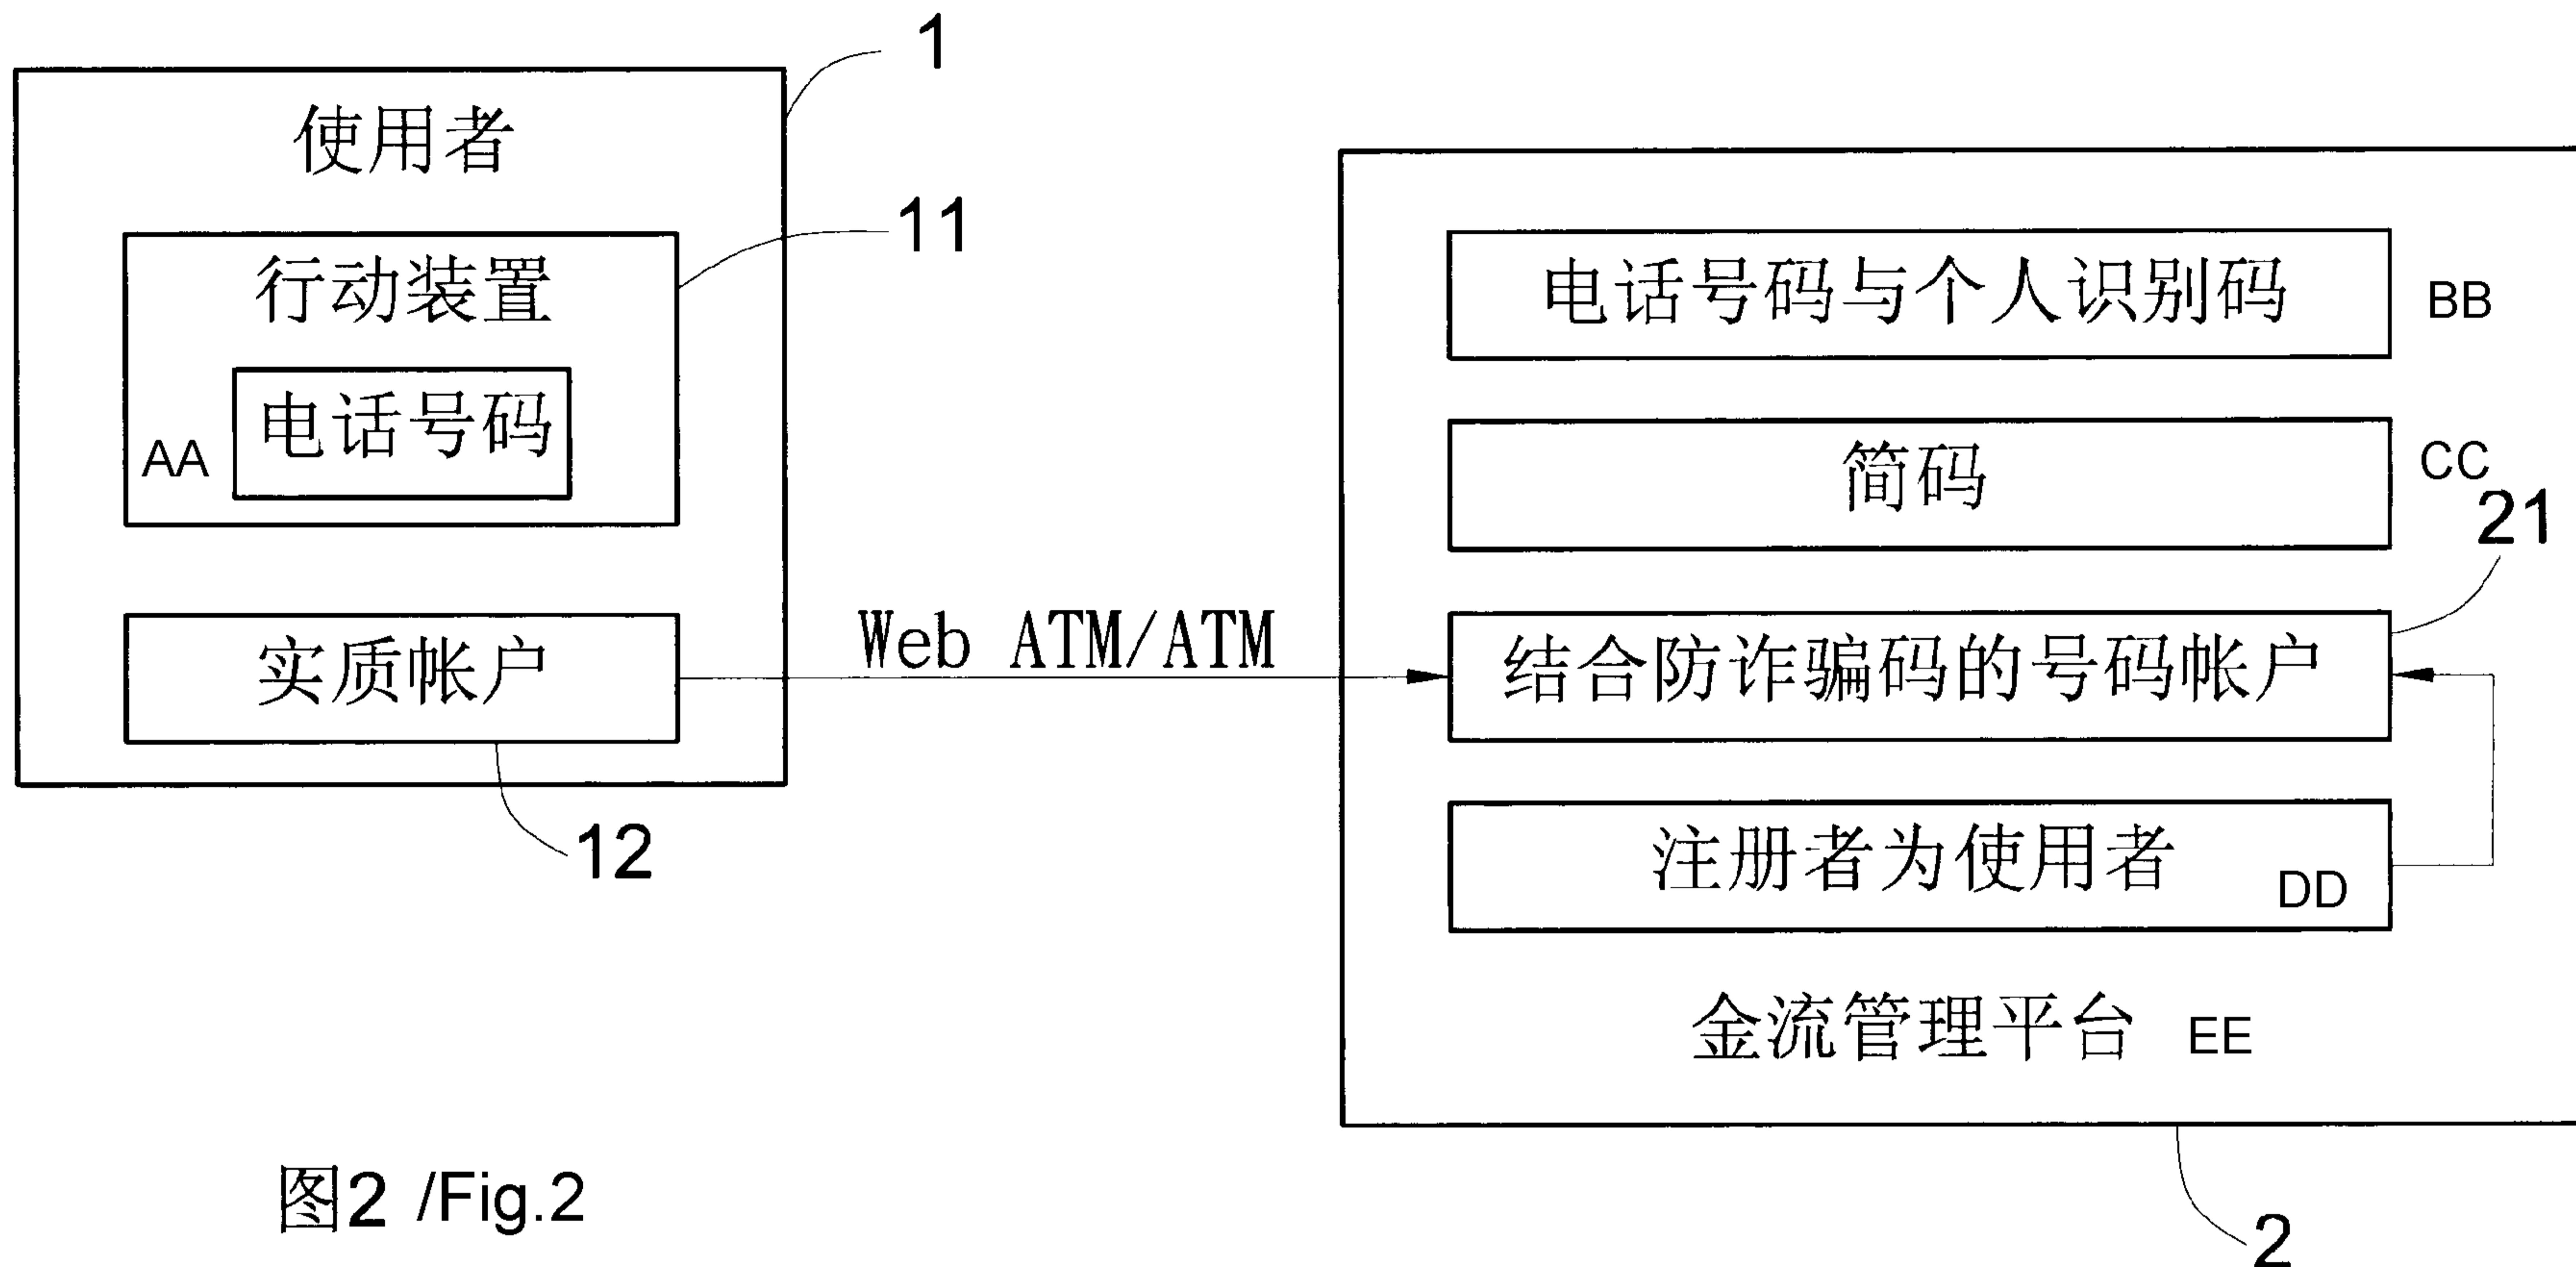 1
使用者
11
行动装置
AA
电话号码
实质帐户
12
Web ATM/ATM
电话号码与个人识别码
BB
简码
CC
21
结合防诈骗码的号码帐户
注册者为使用者
DD
金流管理平台 EE
2
图2 /Fig.2